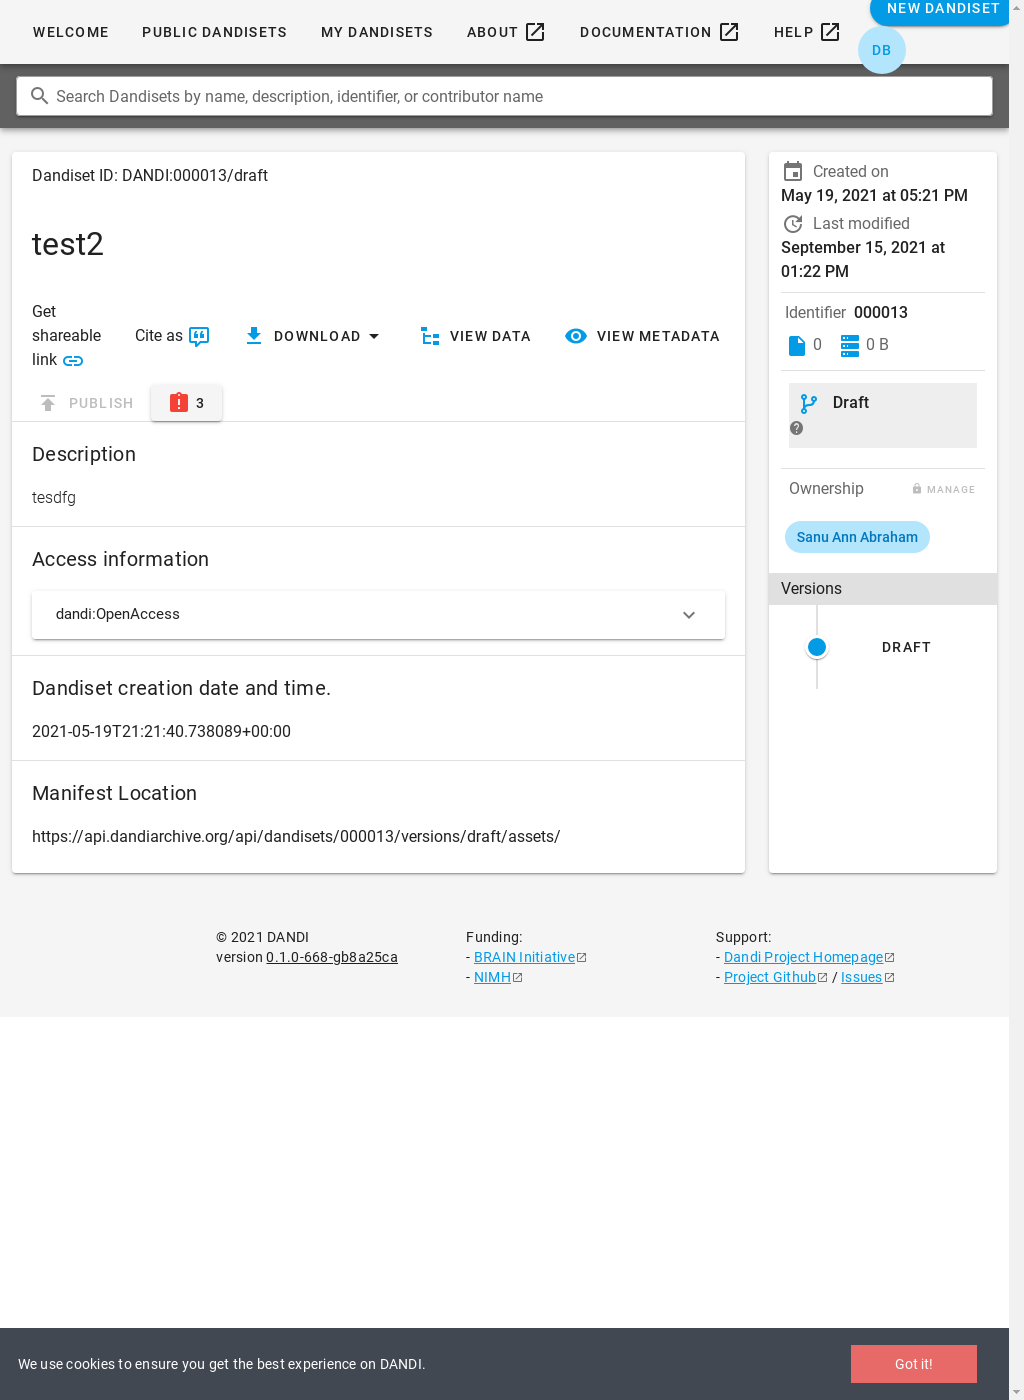 WELCOME PUBLIC DANDISETS MY DANDISETS ABOUT DOCUMENTATION HELP NEW DANDISET
DB
Search Dandisets by name, description, identifier, or contributor name
Dandiset ID: DANDI:000013/draft
test2
Get shareable link
Cite as
DOWNLOAD
VIEW DATA
VIEW METADATA
PUBLISH
3
Description
tesdfg
Access information
dandi:OpenAccess
Dandiset creation date and time.
2021-05-19T21:21:40.738089+00:00
Manifest Location
https://api.dandiarchive.org/api/dandisets/000013/versions/draft/assets/
Created on
May 19, 2021 at 05:21 PM
Last modified
September 15, 2021 at
01:22 PM
Identifier 000013
0 0 B
Draft
Ownership MANAGE
Sanu Ann Abraham
Versions
DRAFT
© 2021 DANDI
version 0.1.0-668-gb8a25ca
Funding:
- BRAIN Initiative
- NIMH
Support:
- Dandi Project Homepage
- Project Github / Issues
We use cookies to ensure you get the best experience on DANDI.
Got it!